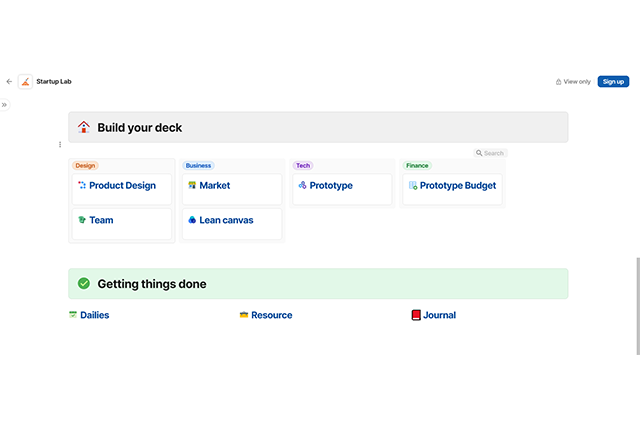 Startup Lab
View only
Sign up
Build your deck
Search
Design
Business
Tech
Finance
Product Design
Market
Prototype
Prototype Budget
Team
Lean canvas
Getting things done
Dailies
Resource
Journal